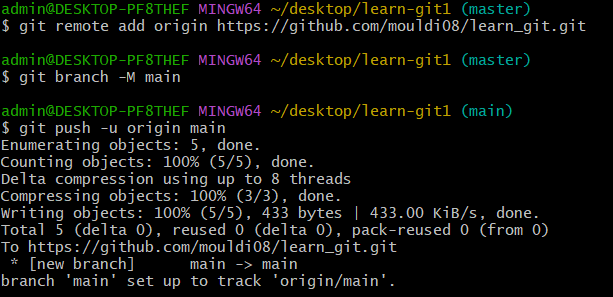 admin@DESKTOP-PF8THEF MINGW64 ~/desktop/learn-git1 (master)
$ git remote add origin https://github.com/mouldi08/learn_git.git
admin@DESKTOP-PF8THEF MINGW64 ~/desktop/learn-git1 (master)
$ git branch -M main
admin@DESKTOP-PF8THEF MINGW64 ~/desktop/learn-git1 (main)
$ git push -u origin main
Enumerating objects: 5, done.
Counting objects: 100% (5/5), done.
Delta compression using up to 8 threads
Compressing objects: 100% (3/3), done.
Writing objects: 100% (5/5), 433 bytes | 433.00 KiB/s, done.
Total 5 (delta 0), reused 0 (delta 0), pack-reused 0 (from 0)
To https://github.com/mouldi08/learn_git.git
 * [new branch]      main -> main
branch 'main' set up to track 'origin/main'.